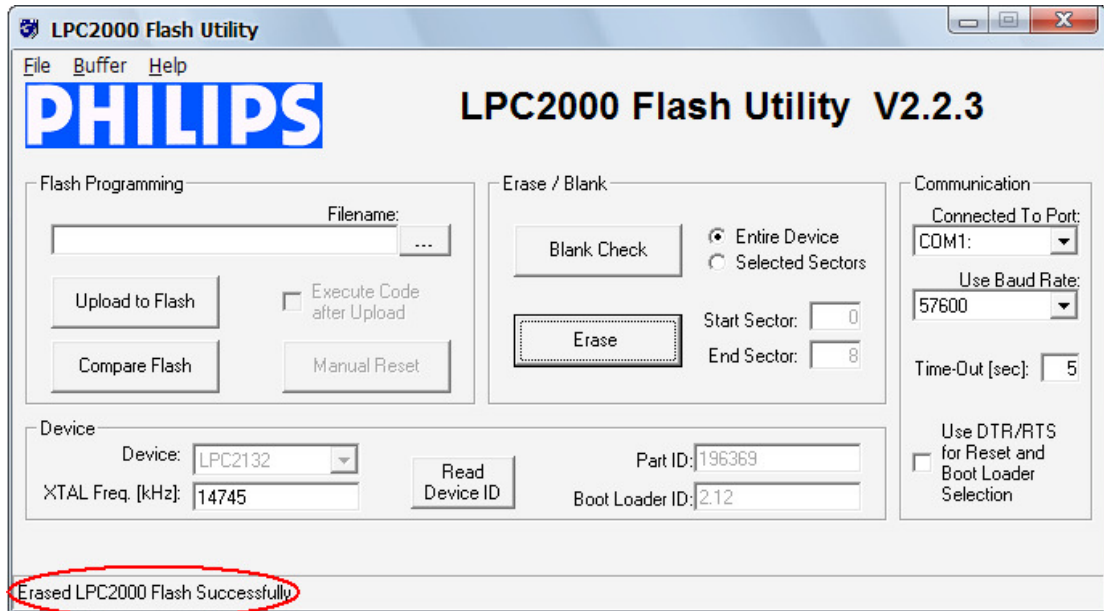 LPC2000 Flash Utility
File Buffer Help
PHILIPS
LPC2000 Flash Utility V2.2.3
Flash Programming
Filename:
...
Upload to Flash
Execute Code
after Upload
Compare Flash
Manual Reset
Erase / Blank
Blank Check
Entire Device
Selected Sectors
Erase
Start Sector: 0
End Sector: 8
Communication
Connected To Port:
COM1:
Use Baud Rate:
57600
Time-Out [sec]: 5
Use DTR/RTS
for Reset and
Boot Loader
Selection
Device
Device: LPC2132
XTAL Freq. [kHz]: 14745
Read
Device ID
Part ID: 196369
Boot Loader ID: 2.12
Erased LPC2000 Flash Successfully